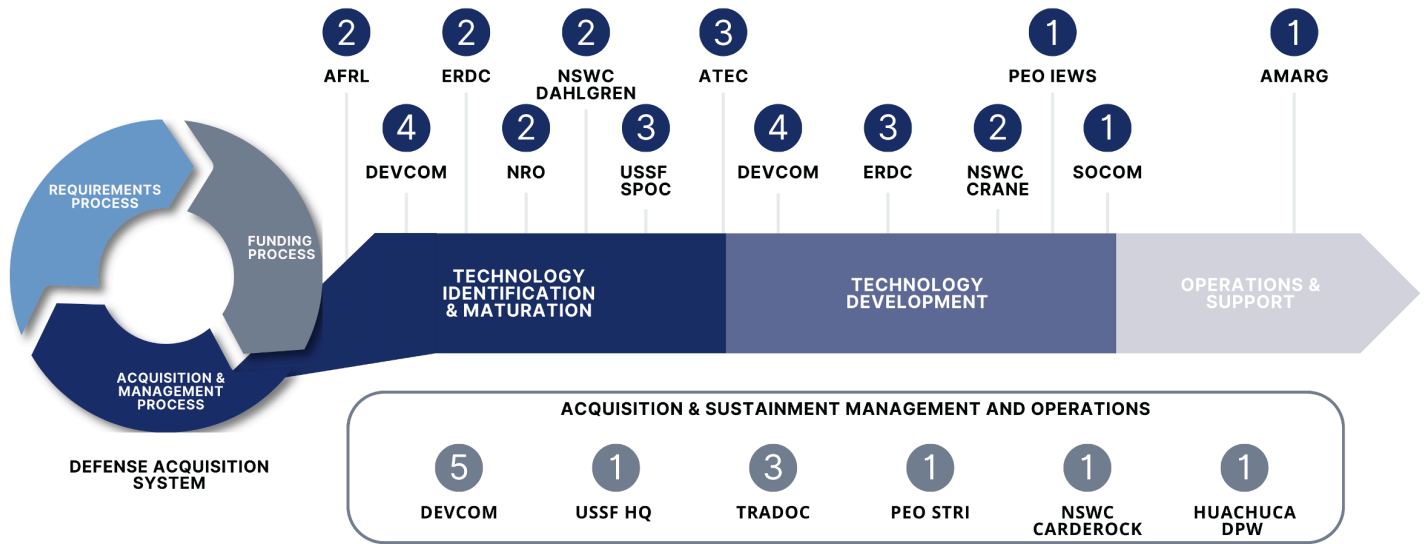 2
AFRL
2
ERDC
2
NSWC
DAHLGREN
3
ATEC
1
PEO IEWS
1
AMARG
4
DEVCOM
2
NRO
3
USSF
SPOC
4
DEVCOM
3
ERDC
2
NSWC
CRANE
1
SOCOM
REQUIREMENTS
PROCESS
FUNDING
PROCESS
ACQUISITION &
MANAGEMENT
PROCESS
DEFENSE ACQUISITION
SYSTEM
TECHNOLOGY
IDENTIFICATION
& MATURATION
TECHNOLOGY
DEVELOPMENT
OPERATIONS &
SUPPORT
ACQUISITION & SUSTAINMENT MANAGEMENT AND OPERATIONS
5
DEVCOM
1
USSF HQ
3
TRADOC
1
PEO STRI
1
NSWC
CARDEROCK
1
HUACHUCA
DPW